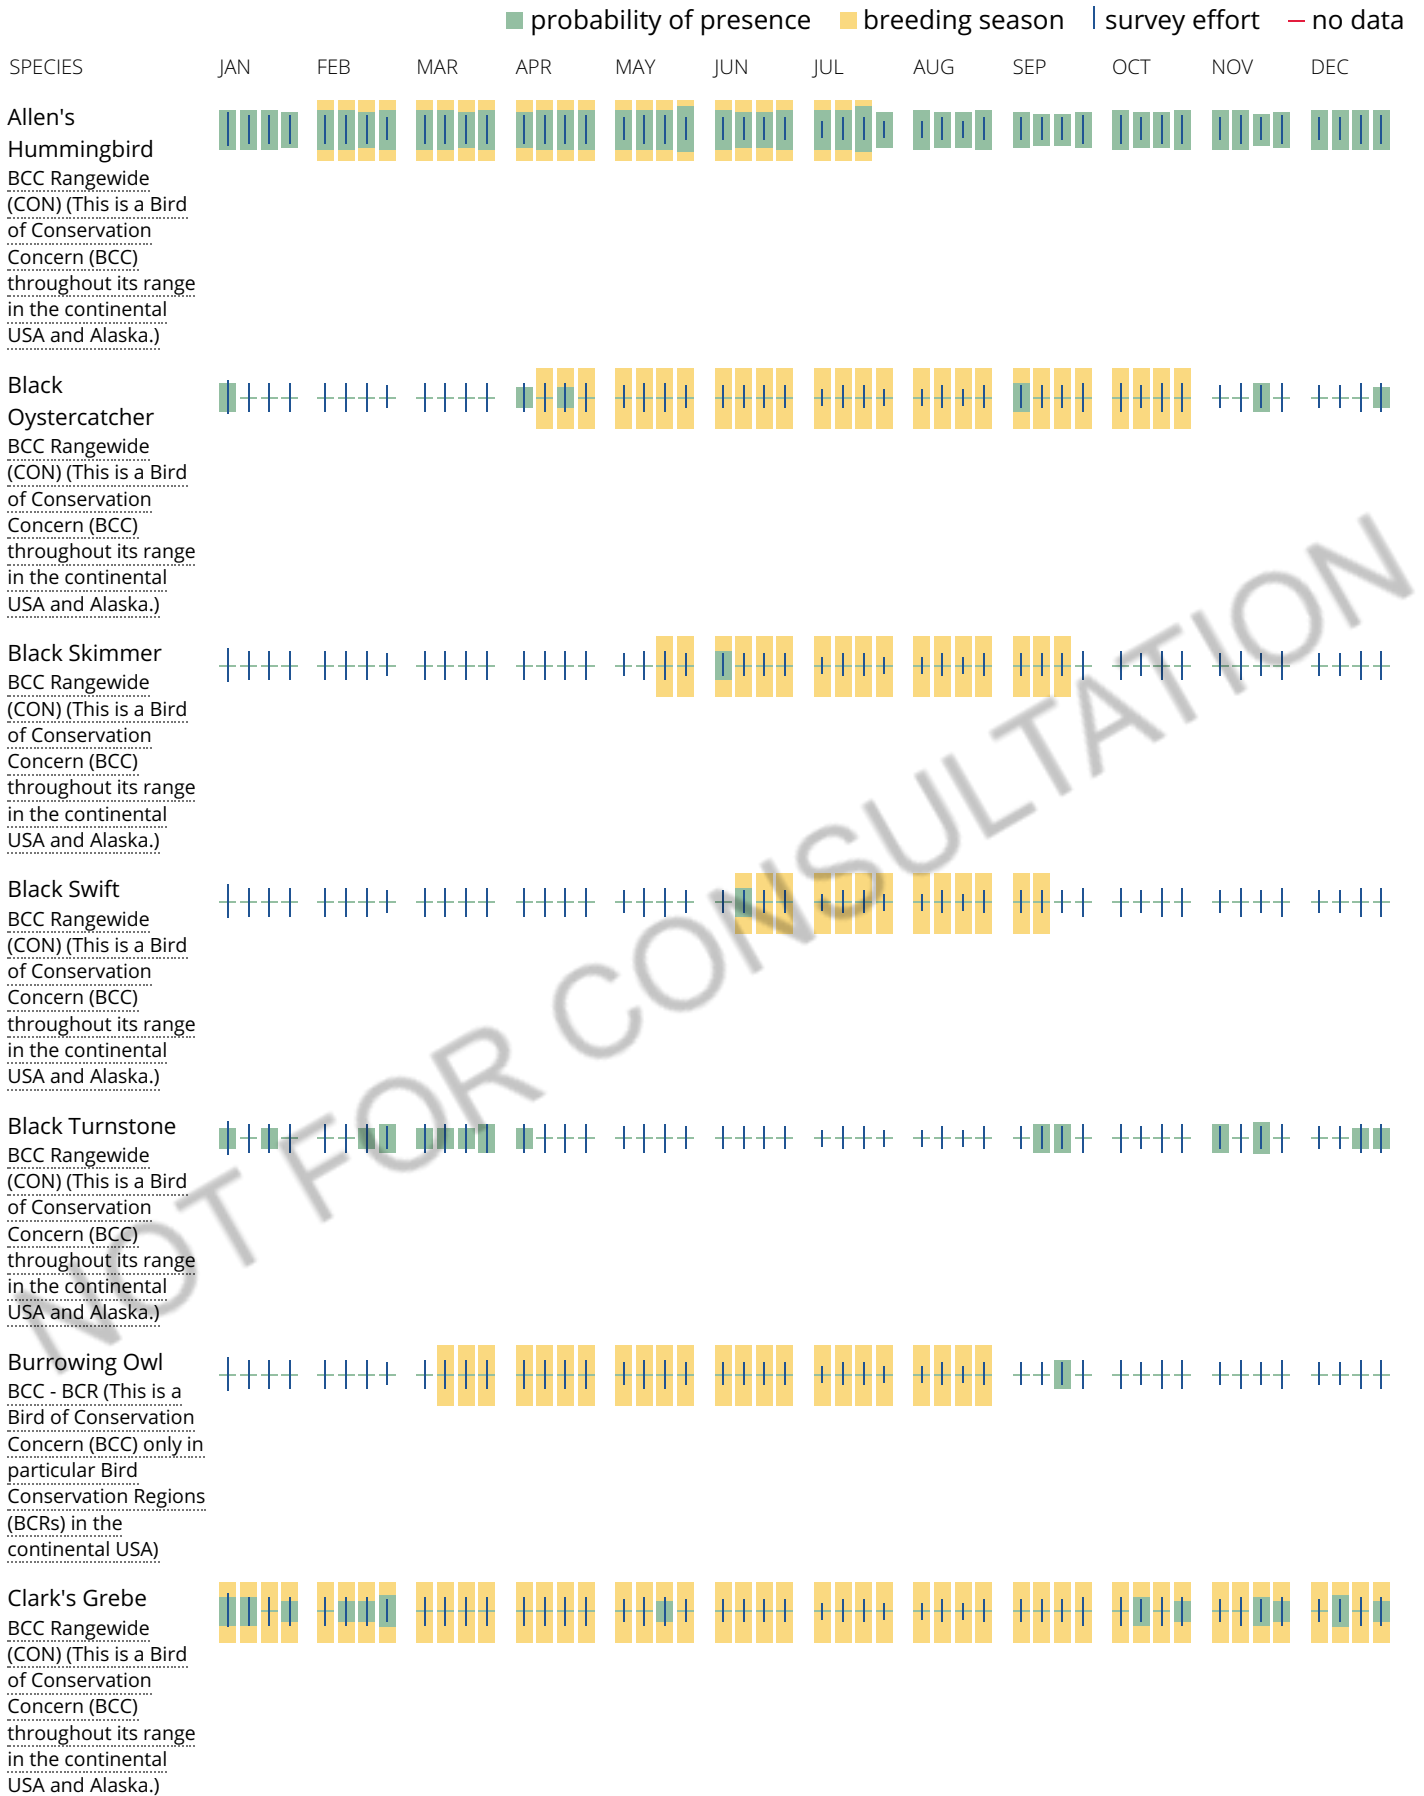 probability of presence breeding season survey effort no data
SPECIES JAN FEB MAR APR MAY JUN JUL AUG SEP OCT NOV DEC
Allen's
Hummingbird
BCC Rangewide
(CON) (This is a Bird
of Conservation
Concern (BCC)
throughout its range
in the continental
USA and Alaska.)
Black
Oystercatcher
BCC Rangewide
(CON) (This is a Bird
of Conservation
Concern (BCC)
throughout its range
in the continental
USA and Alaska.)
Black Skimmer
BCC Rangewide
(CON) (This is a Bird
of Conservation
Concern (BCC)
throughout its range
in the continental
USA and Alaska.)
Black Swift
BCC Rangewide
(CON) (This is a Bird
of Conservation
Concern (BCC)
throughout its range
in the continental
USA and Alaska.)
Black Turnstone
BCC Rangewide
(CON) (This is a Bird
of Conservation
Concern (BCC)
throughout its range
in the continental
USA and Alaska.)
Burrowing Owl
BCC - BCR (This is a
Bird of Conservation
Concern (BCC) only in
particular Bird
Conservation Regions
(BCRs) in the
continental USA)
Clark's Grebe
BCC Rangewide
(CON) (This is a Bird
of Conservation
Concern (BCC)
throughout its range
in the continental
USA and Alaska.)
NOT FOR CONSULTATION